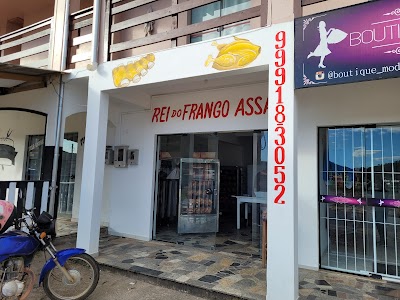 REI DO FRANGO ASSA
999183052
BOUTI
@boutique_mod